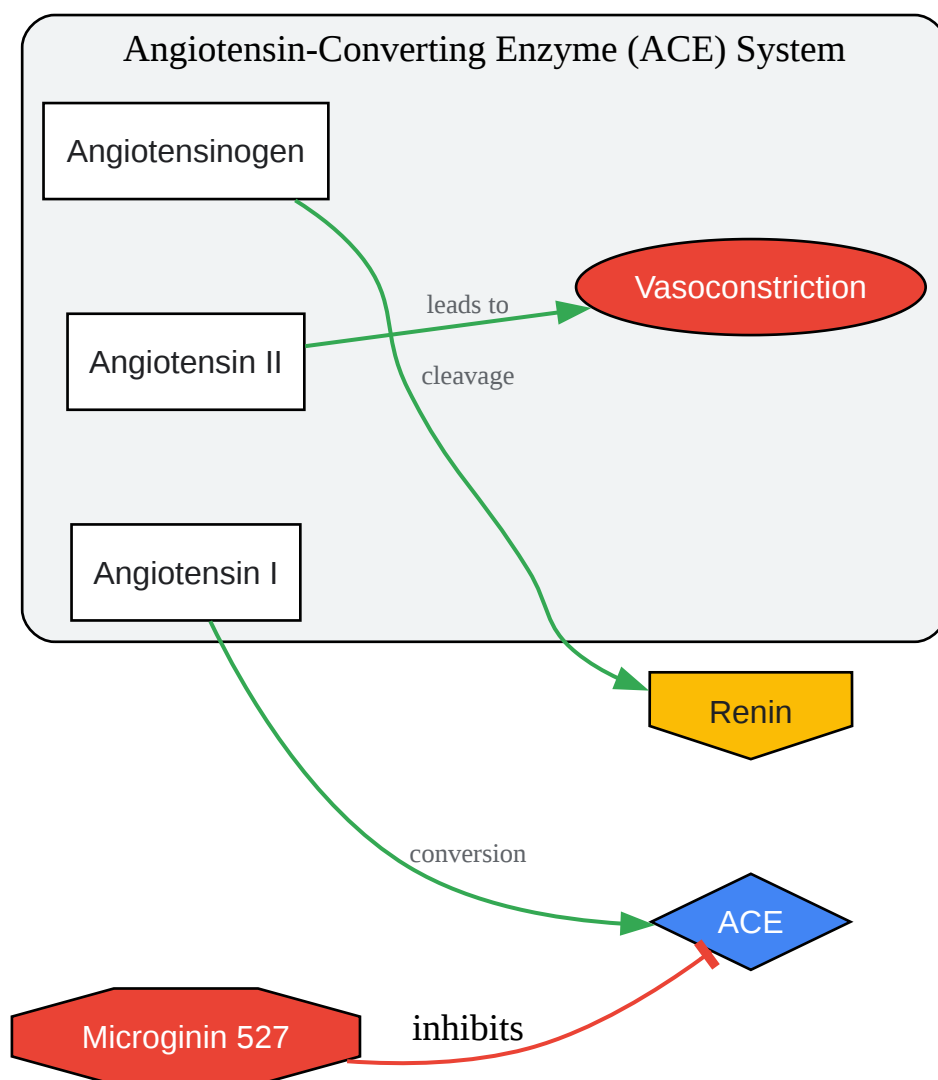 Angiotensin-Converting Enzyme (ACE) System
Angiotensinogen
Vasoconstriction
leads to
Angiotensin II
cleavage
Angiotensin I
Renin
conversion
ACE
inhibits
Microginin 527